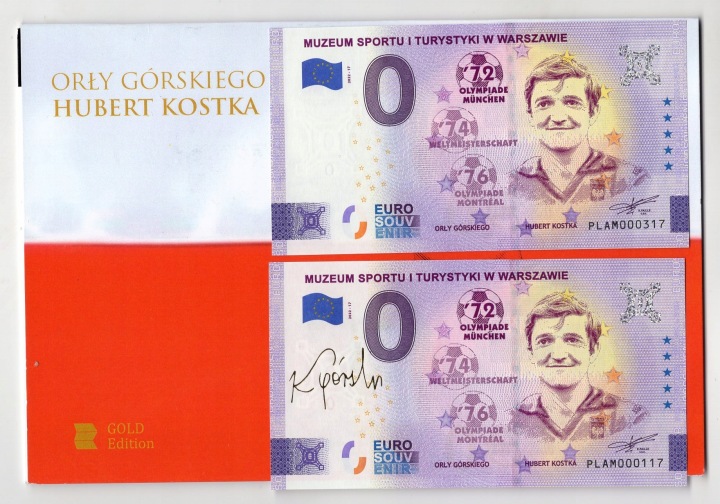 ORŁY GÓRSKIEGO
HUBERT KOSTKA
GOLD
Edition
MUZEUM SPORTU I TURYSTYKI W WARSZAWIE
0
'72
OLYMPIADE
MÜNCHEN
'74
WELTMEISTERSCHAFT
'76
OLYMPIADE
MONTRÉAL
EURO
SOUV
ENIR
ORŁY GÓRSKIEGO
HUBERT KOSTKA
PLAM000317
MUZEUM SPORTU I TURYSTYKI W WARSZAWIE
0
'72
OLYMPIADE
MÜNCHEN
'74
WELTMEISTERSCHAFT
'76
OLYMPIADE
MONTRÉAL
EURO
SOUV
ENIR
ORŁY GÓRSKIEGO
HUBERT KOSTKA
PLAM000117